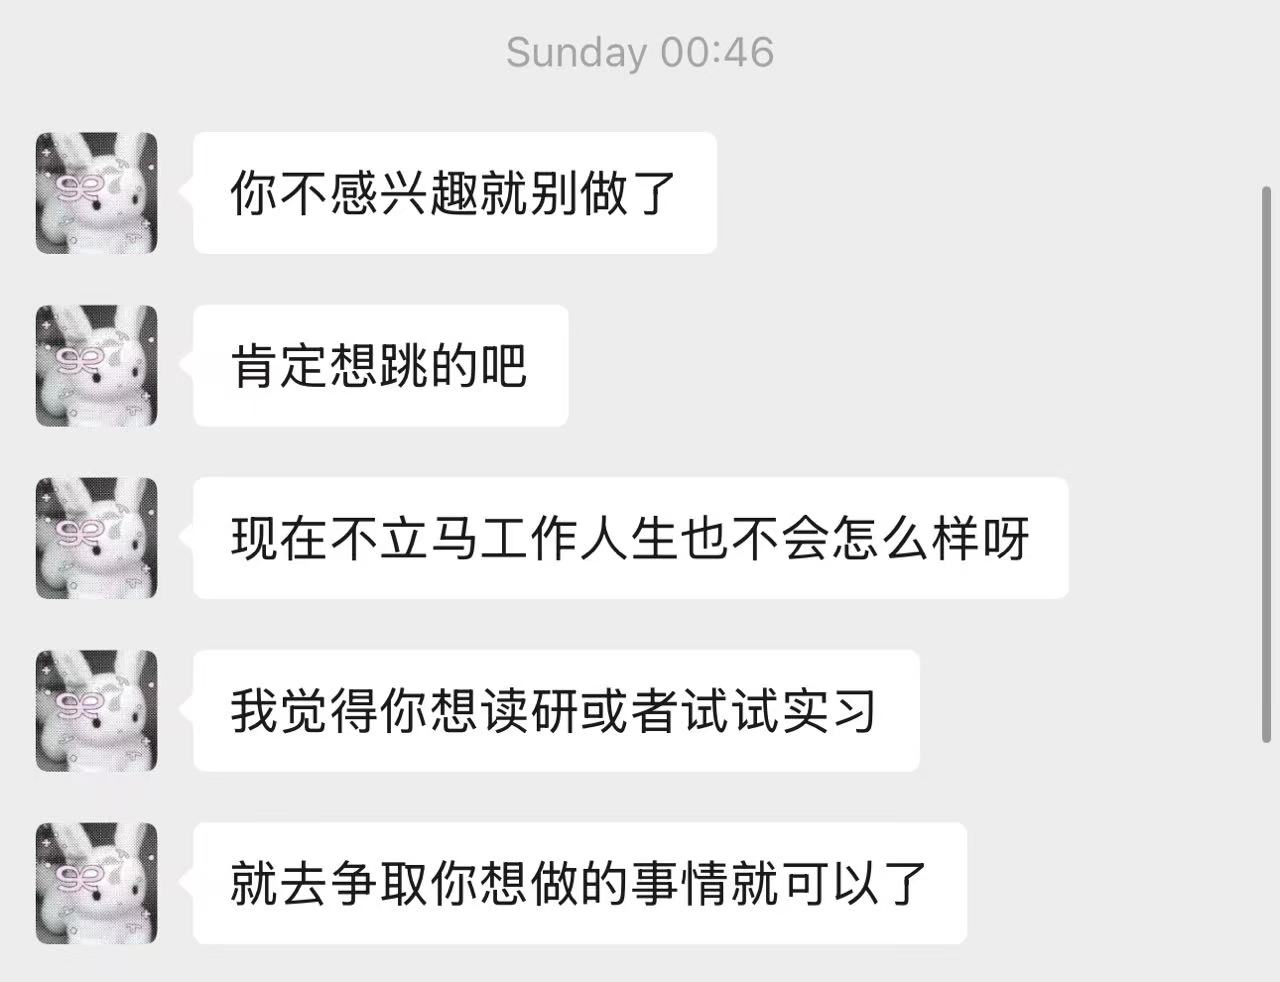 Sunday 00:46
你不感兴趣就别做了
肯定想跳的吧
现在不立马工作人生也不会怎么样呀
我觉得你想读研或者试试实习
就去争取你想做的事情就可以了